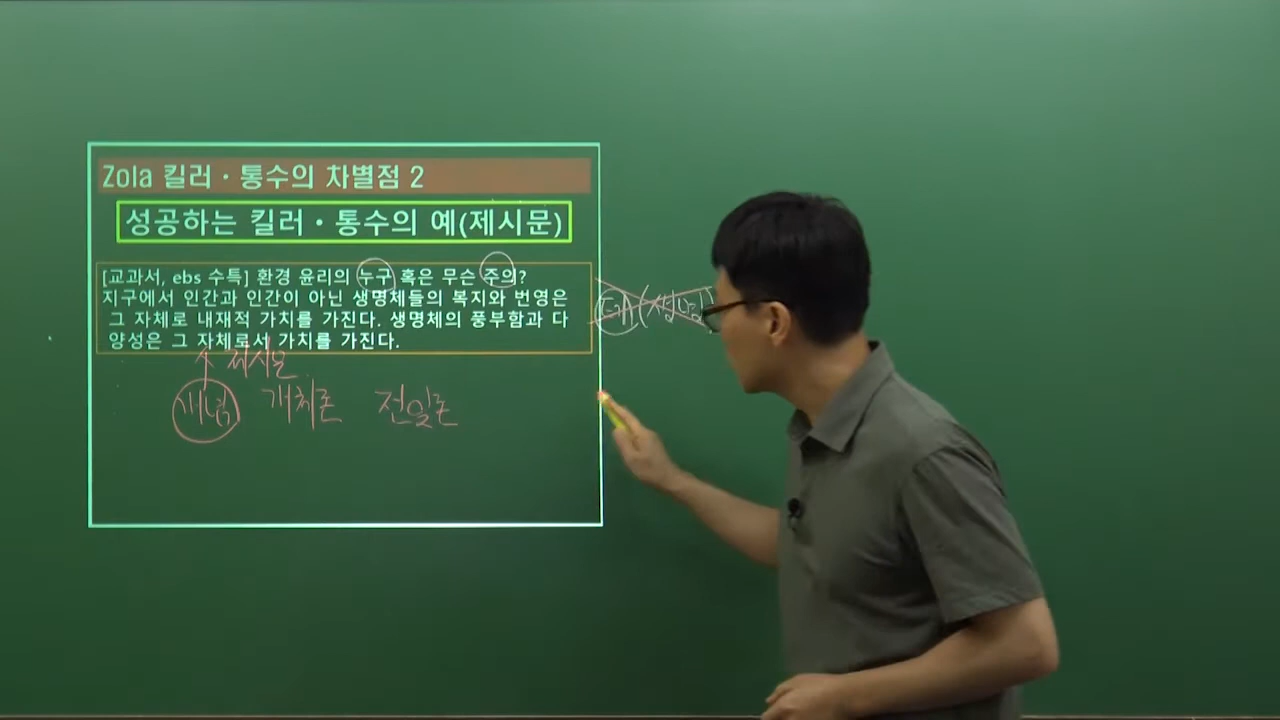 Zola 킬러·통수의 차별점 2
성공하는 킬러·통수의 예(제시문)
[교과서, ebs 수특] 환경 윤리의 누구 혹은 무슨 주의?
지구에서 인간과 인간이 아닌 생명체들의 복지와 번영은
그 자체로 내재적 가치를 가진다. 생명체의 풍부함과 다
양성은 그 자체로서 가치를 가진다.
제시문
개념 개체론 전일론